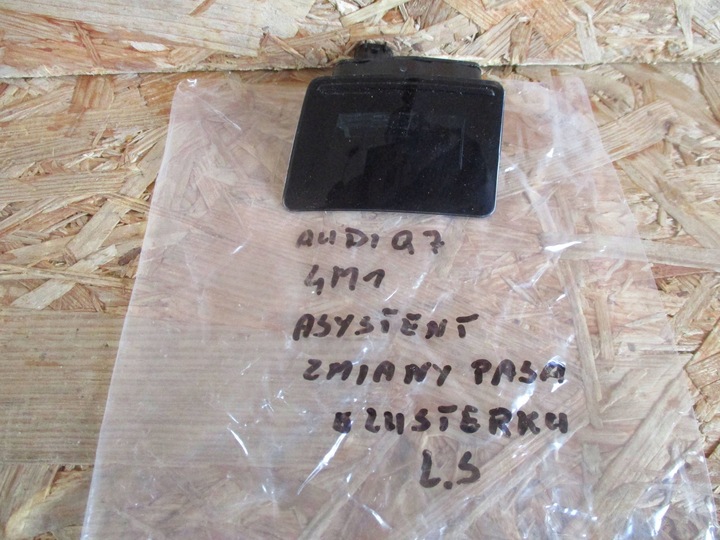 AUDI Q7
4M1
ASYSTENT
ZMIANY PASA
W LUSTERKU
L.S